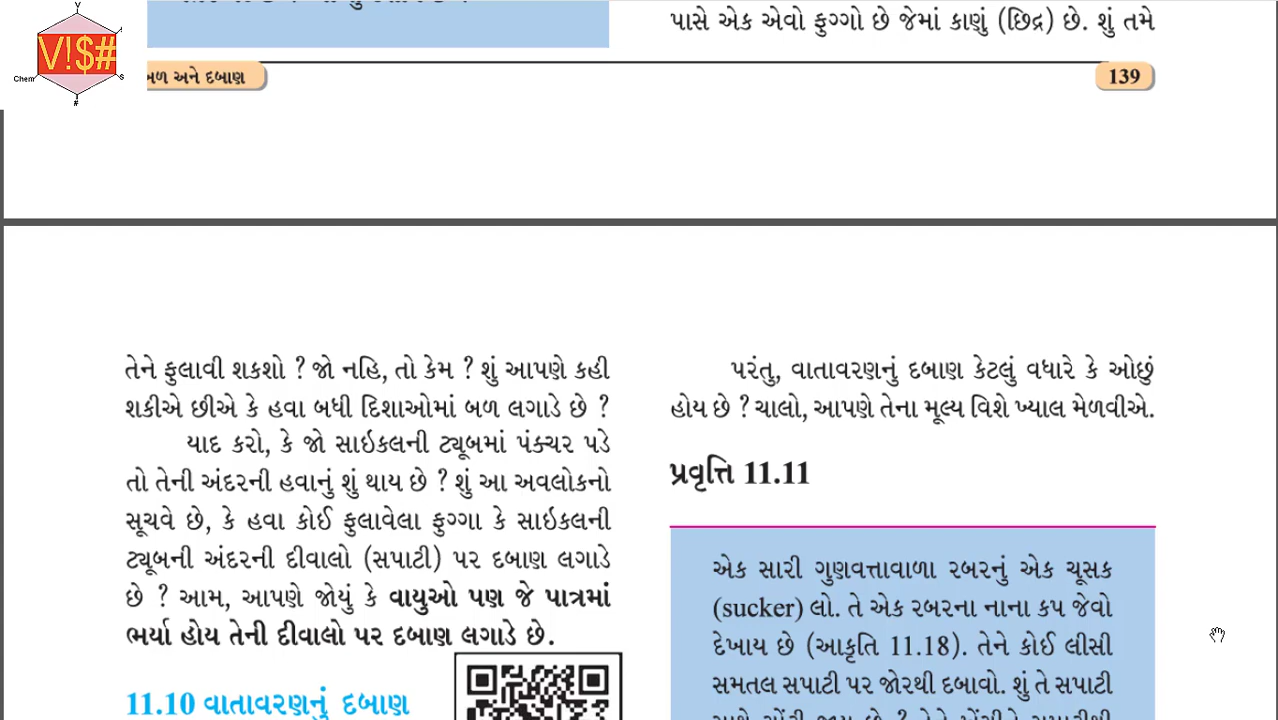 Y
V!$#
Chem
S
#
પાસે એક એવો ફુગ્ગો છે જેમાં કાણું (છિદ્ર) છે. શું તમે
બળ અને દબાણ
139
તેને ફુલાવી શકશો ? જો નહિ, તો કેમ ? શું આપણે કહી
શકીએ છીએ કે હવા બધી દિશાઓમાં બળ લગાડે છે ?
યાદ કરો, કે જો સાઇકલની ટ્યૂબમાં પંક્ચર પડે
તો તેની અંદરની હવાનું શું થાય છે ? શું આ અવલોકનો
સૂચવે છે, કે હવા કોઈ ફુલાવેલા ફુગ્ગા કે સાઇકલની
ટ્યૂબની અંદરની દીવાલો (સપાટી) પર દબાણ લગાડે
છે ? આમ, આપણે જોયું કે વાયુઓ પણ જે પાત્રમાં
ભર્યા હોય તેની દીવાલો પર દબાણ લગાડે છે.
11.10 વાતાવરણનું દબાણ
પરંતુ, વાતાવરણનું દબાણ કેટલું વધારે કે ઓછું
હોય છે ? ચાલો, આપણે તેના મૂલ્ય વિશે ખ્યાલ મેળવીએ.
પ્રવૃત્તિ 11.11
એક સારી ગુણવત્તાવાળા રબરનું એક ચૂસક
(sucker) લો. તે એક રબરના નાના કપ જેવો
દેખાય છે (આકૃતિ 11.18). તેને કોઈ લીસી
સમતલ સપાટી પર જોરથી દબાવો. શું તે સપાટી